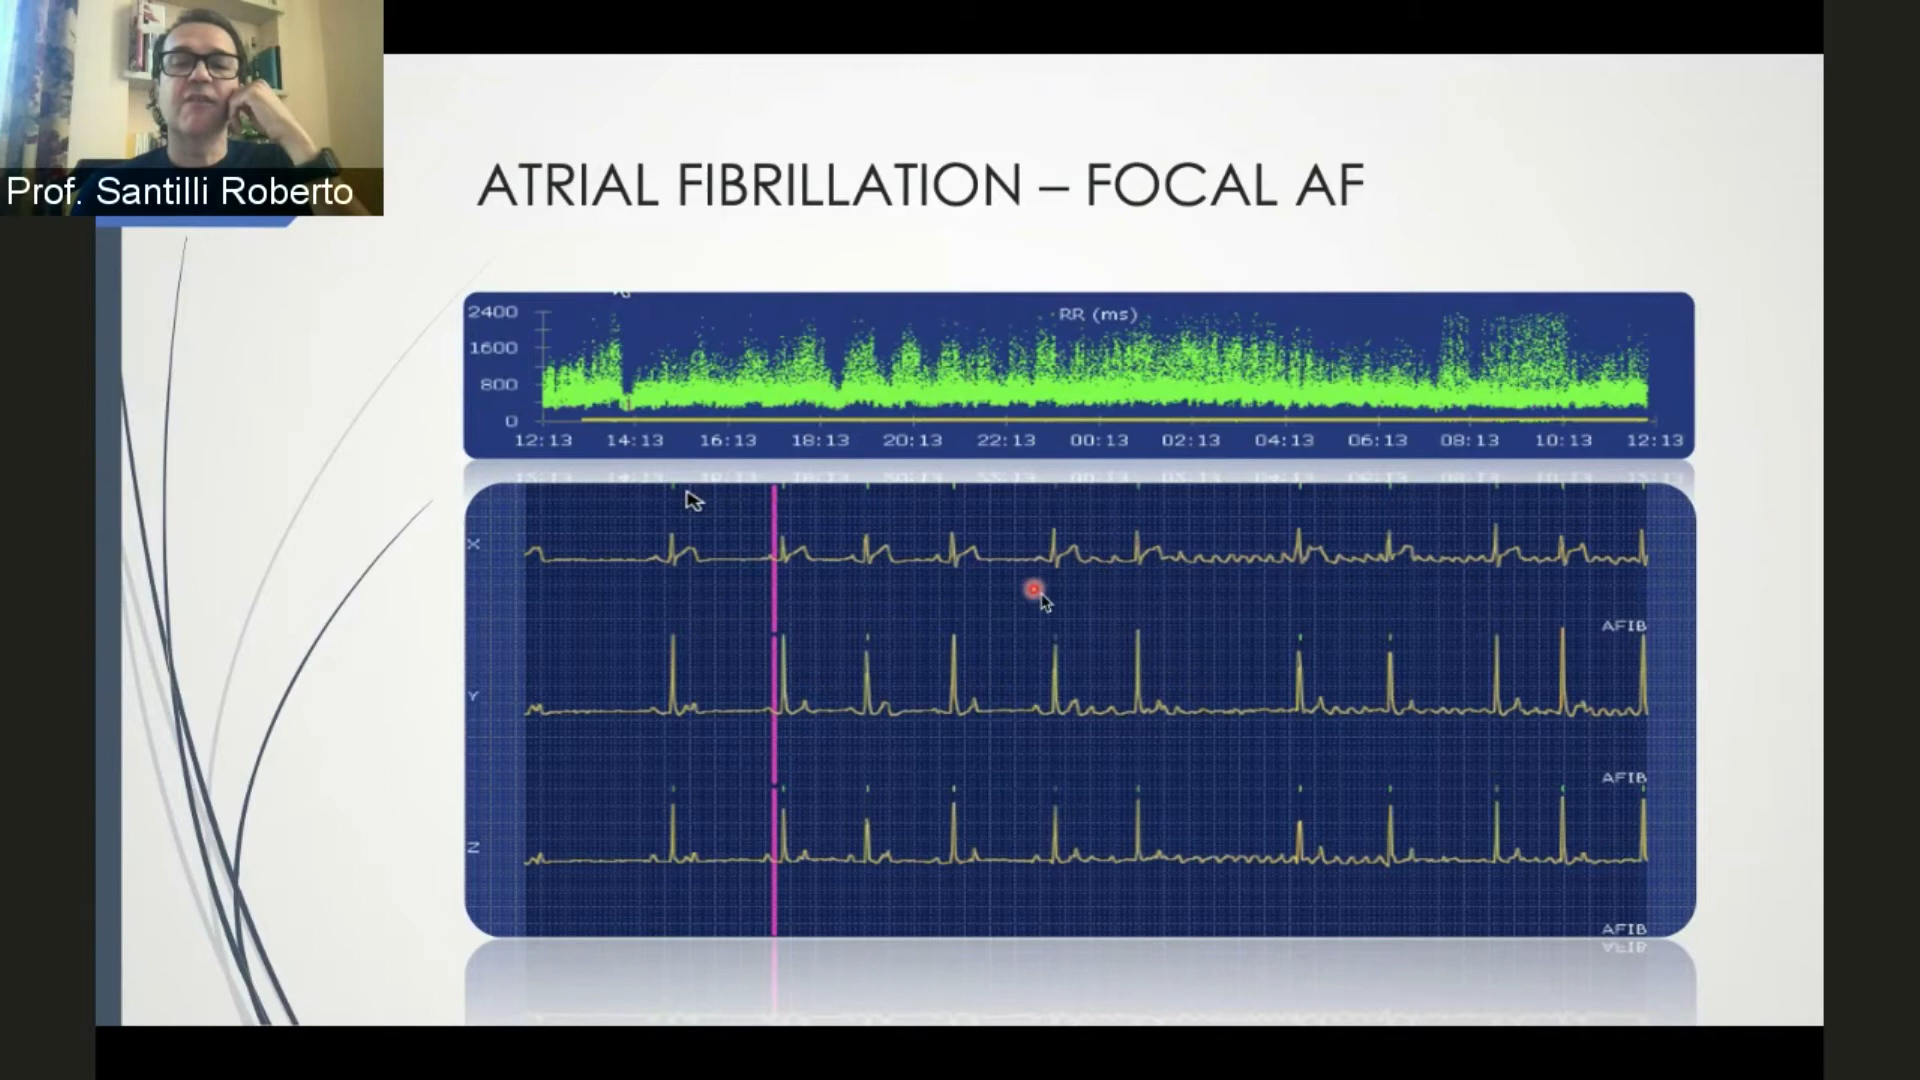 Prof. Santilli Roberto
ATRIAL FIBRILLATION – FOCAL AF
RR (ms)
2400
1600
800
0
12:13 14:13 16:13 18:13 20:13 22:13 00:13 02:13 04:13 06:13 08:13 10:13 12:13
X
AFIB
Y
AFIB
Z
AFIB